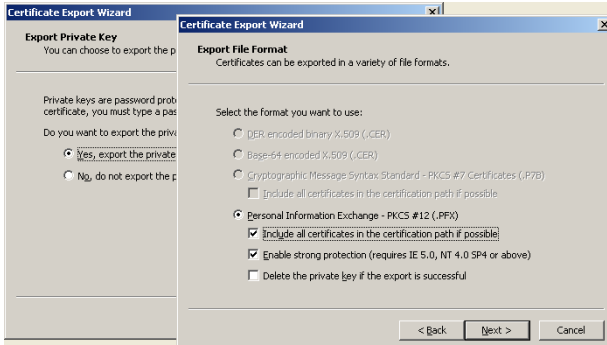 Certificate Export Wizard
Export Private Key
You can choose to export the p
Private keys are password prot
certificate, you must type a pas
Do you want to export the priva
Yes, export the private
No, do not export the p
Certificate Export Wizard
Export File Format
Certificates can be exported in a variety of file formats.
Select the format you want to use:
DER encoded binary X.509 (.CER)
Base-64 encoded X.509 (.CER)
Cryptographic Message Syntax Standard - PKCS #7 Certificates (.P7B)
Include all certificates in the certification path if possible
Personal Information Exchange - PKCS #12 (.PFX)
Include all certificates in the certification path if possible
Enable strong protection (requires IE 5.0, NT 4.0 SP4 or above)
Delete the private key if the export is successful
< Back Next > Cancel